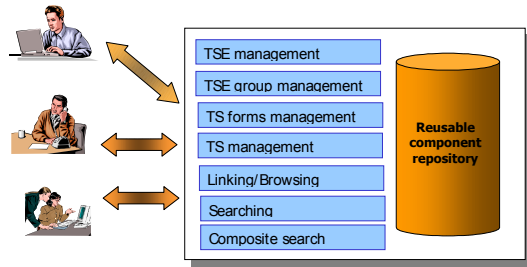 TSE management
TSE group management
TS forms management
TS management
Linking/Browsing
Searching
Composite search
Reusable
component
repository